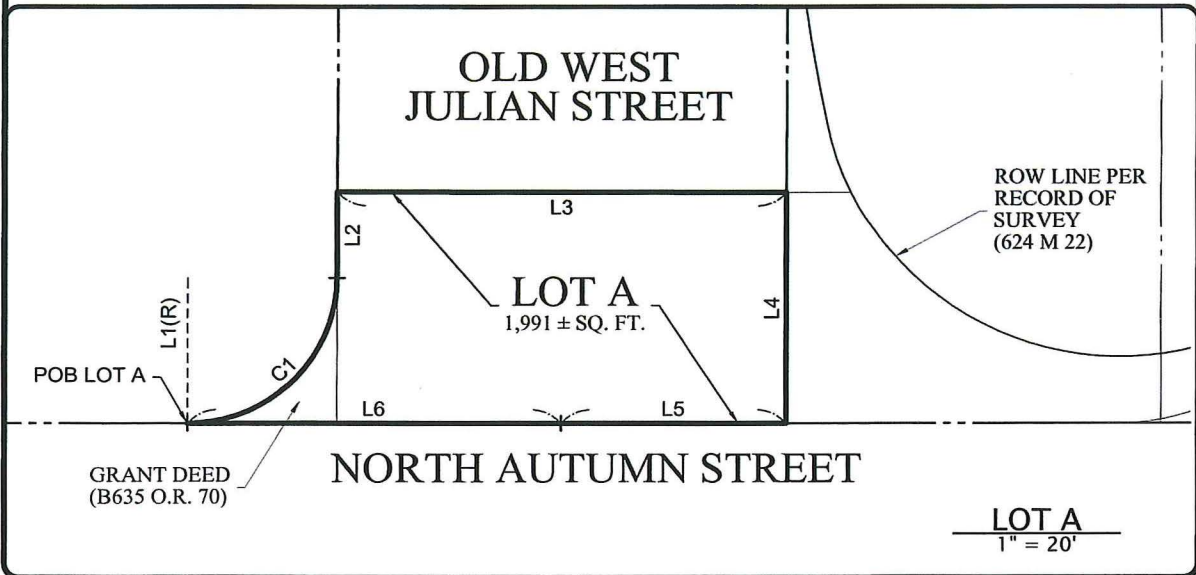 OLD WEST
JULIAN STREET
ROW LINE PER
RECORD OF
SURVEY
(624 M 22)
L3
L2
LOT A
1,991 ± SQ. FT.
L4
L1(R)
POB LOT A
C1
L6
L5
GRANT DEED
(B635 O.R. 70)
NORTH AUTUMN STREET
LOT A
1" = 20'